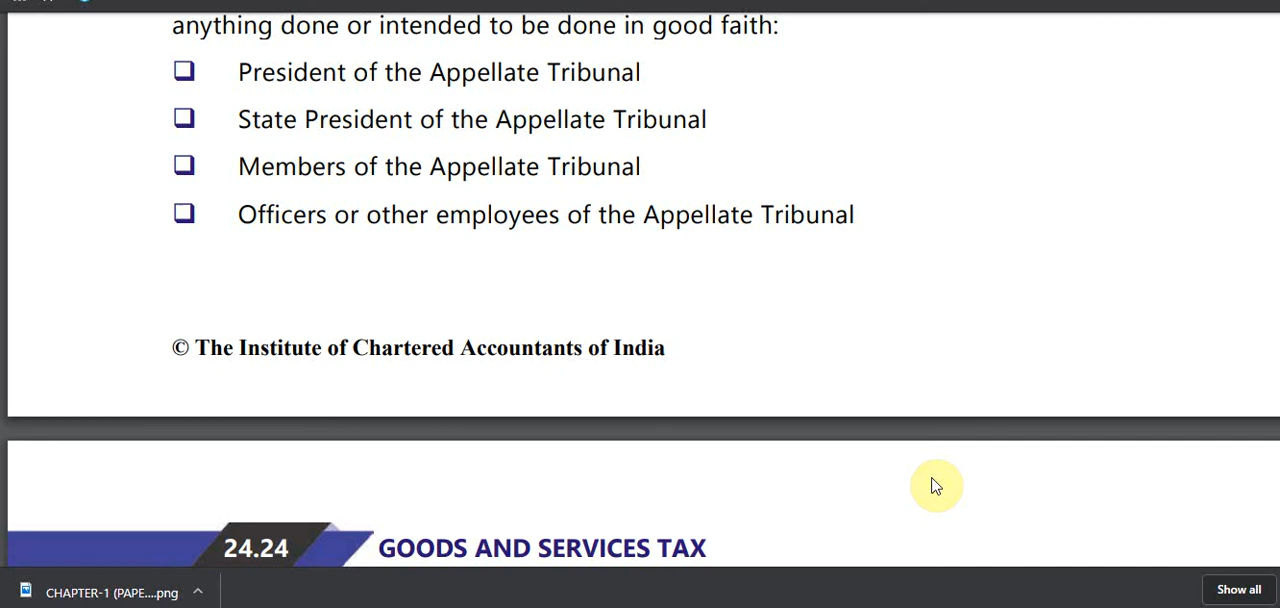 anything done or intended to be done in good faith:
❑ President of the Appellate Tribunal
❑ State President of the Appellate Tribunal
❑ Members of the Appellate Tribunal
❑ Officers or other employees of the Appellate Tribunal
© The Institute of Chartered Accountants of India
24.24 GOODS AND SERVICES TAX
CHAPTER-1 (PAPE....png
Show all